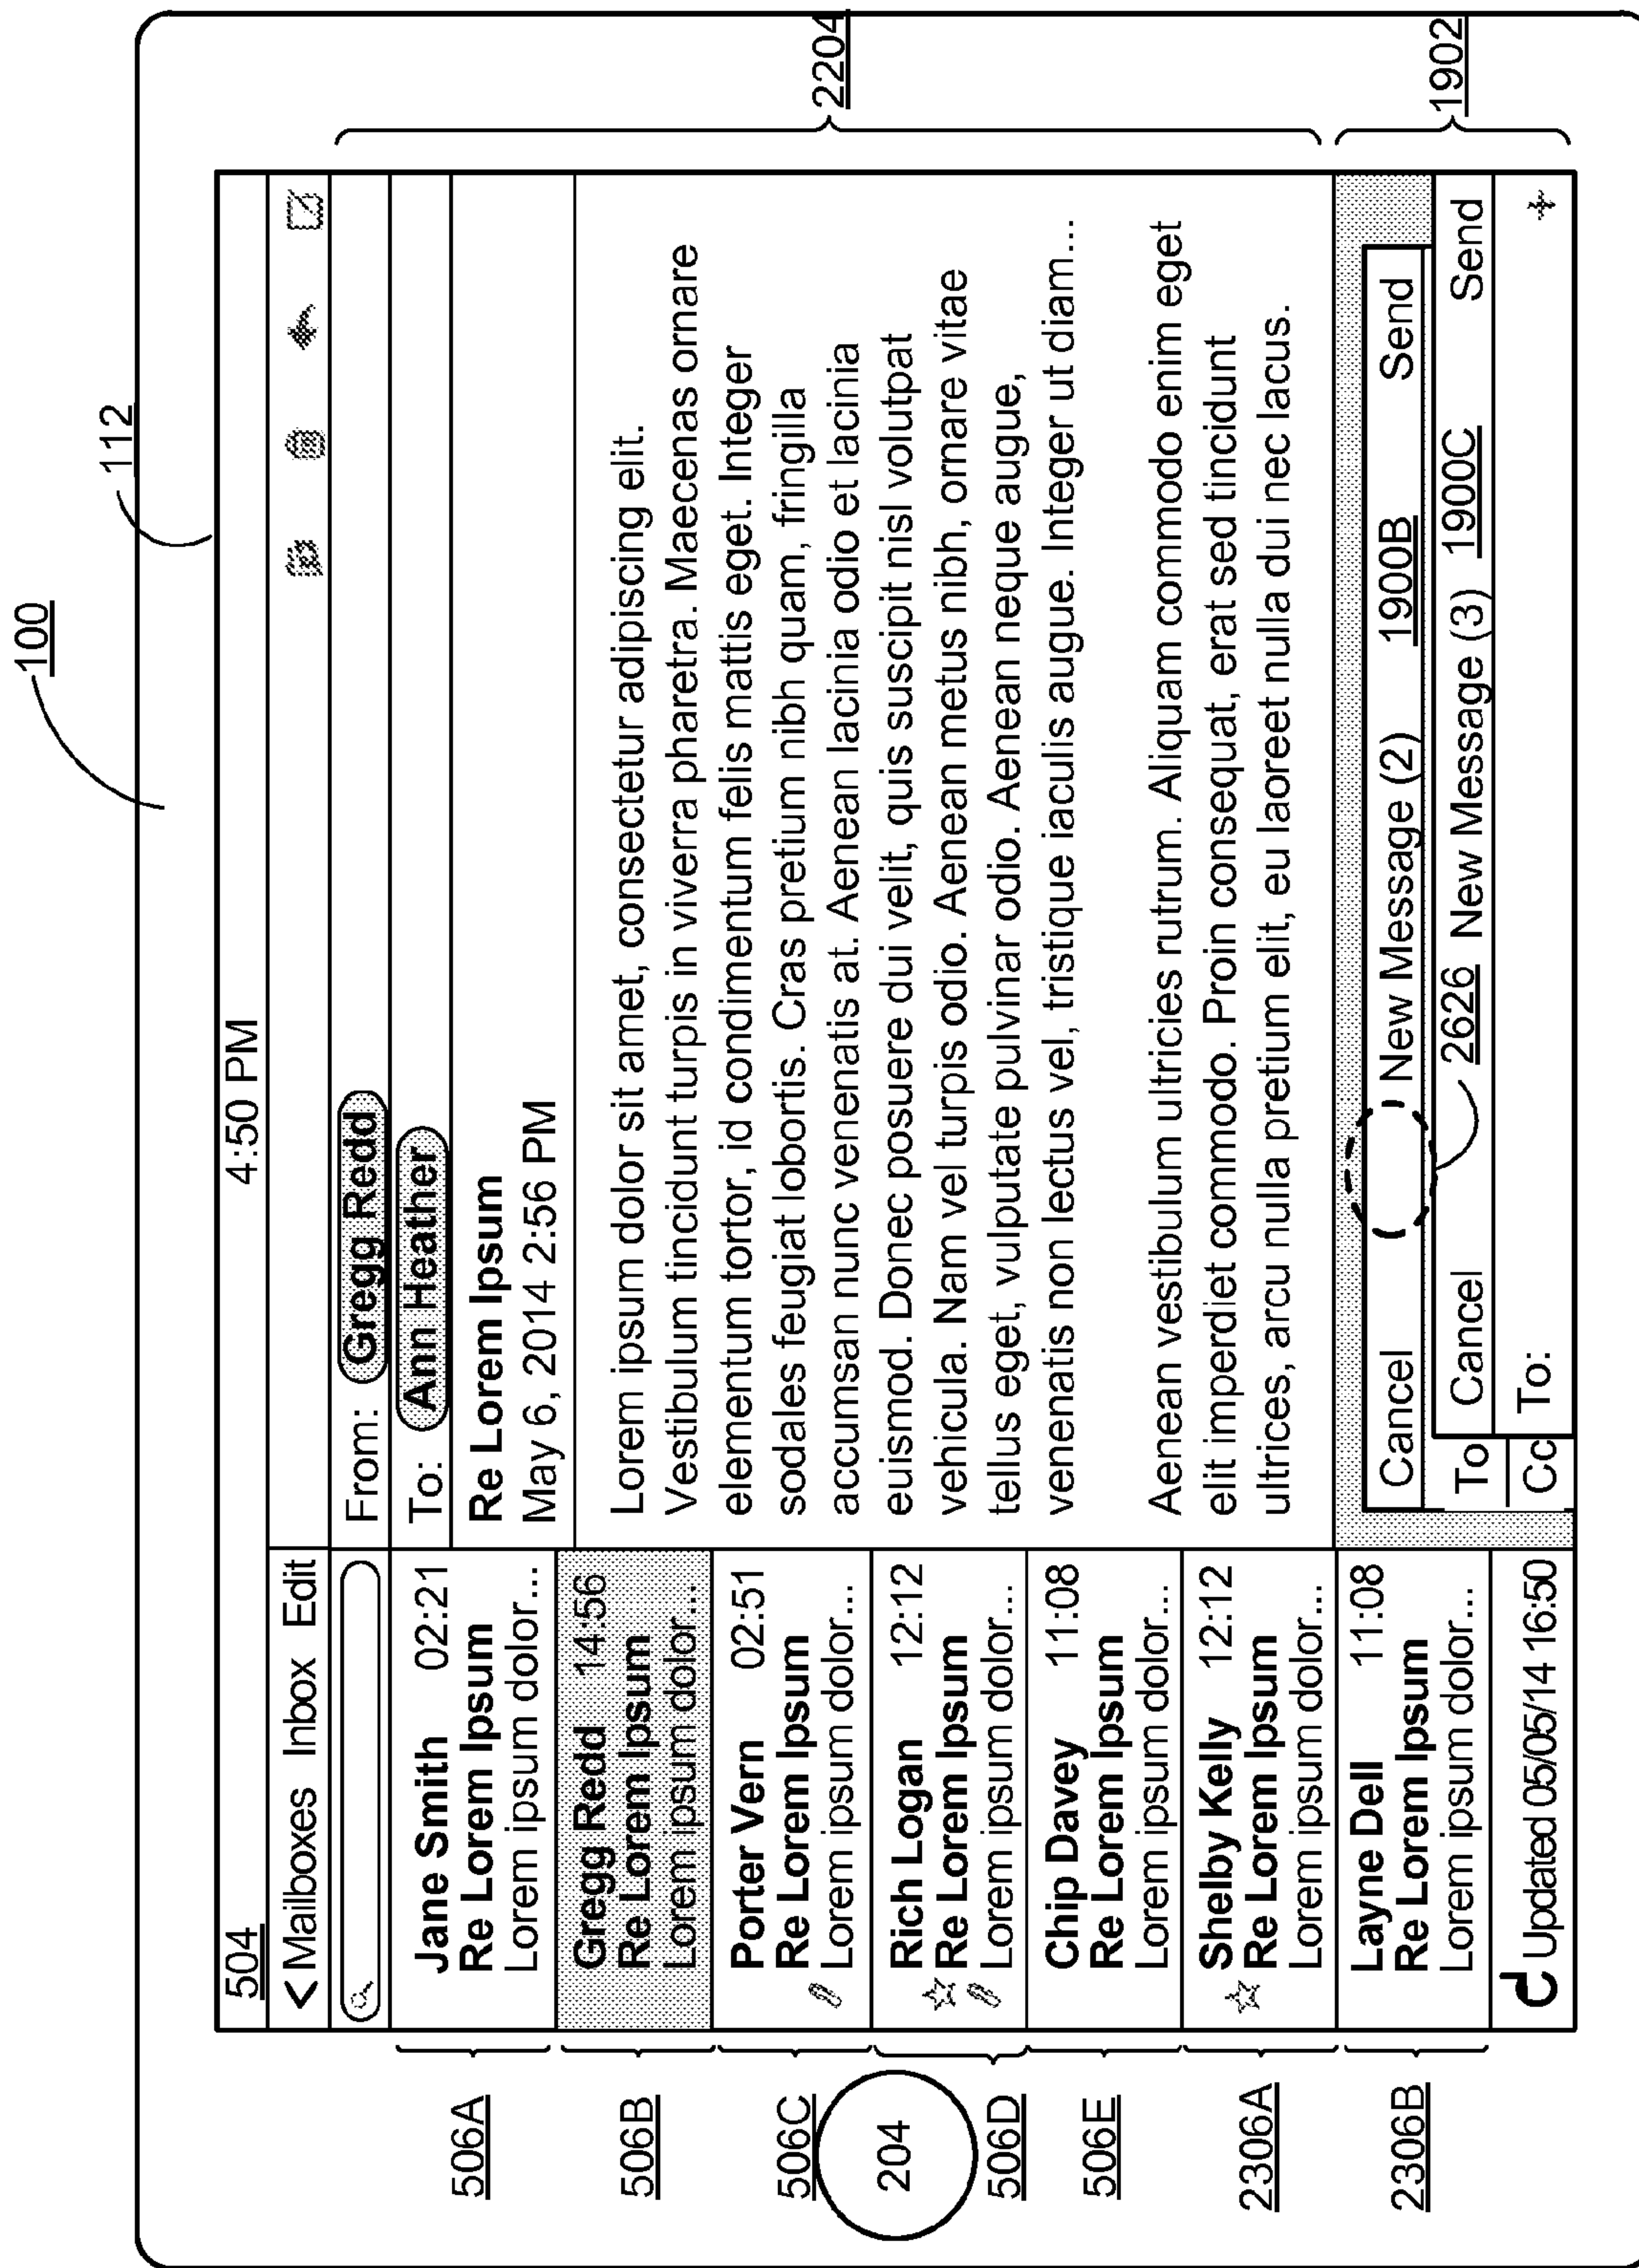 100
112
504
4:50 PM
< Mailboxes Inbox Edit
506A
Jane Smith 02:21
Re Lorem Ipsum
Lorem ipsum dolor...
506B
Gregg Redd 14:56
Re Lorem Ipsum
Lorem ipsum dolor...
506C
Porter Vern 02:51
Re Lorem Ipsum
Lorem ipsum dolor...
204
506D
Rich Logan 12:12
Re Lorem Ipsum
Lorem ipsum dolor...
506E
Chip Davey 11:08
Re Lorem Ipsum
Lorem ipsum dolor...
2306A
Shelby Kelly 12:12
Re Lorem Ipsum
Lorem ipsum dolor...
2306B
Layne Dell 11:08
Re Lorem Ipsum
Lorem ipsum dolor...
Updated 05/05/14 16:50
From: Gregg Redd
To: Ann Heather
Re Lorem Ipsum
May 6, 2014 2:56 PM
Lorem ipsum dolor sit amet, consectetur adipiscing elit.
Vestibulum tincidunt turpis in viverra pharetra. Maecenas ornare
elementum tortor, id condimentum felis mattis eget. Integer
sodales feugiat lobortis. Cras pretium nibh quam, fringilla
accumsan nunc venenatis at. Aenean lacinia odio et lacinia
euismod. Donec posuere dui velit, quis suscipit nisl volutpat
vehicula. Nam vel turpis odio. Aenean metus nibh, ornare vitae
tellus eget, vulputate pulvinar odio. Aenean neque augue,
venenatis non lectus vel, tristique iaculis augue. Integer ut diam...
Aenean vestibulum ultricies rutrum. Aliquam commodo enim eget
elit imperdiet commodo. Proin consequat, erat sed tincidunt
ultrices, arcu nulla pretium elit, eu laoreet nulla dui nec lacus.
2204
Cancel New Message (2) 1900B Send
To
Cc
Cancel 2626 New Message (3) 1900C Send
To:
1902